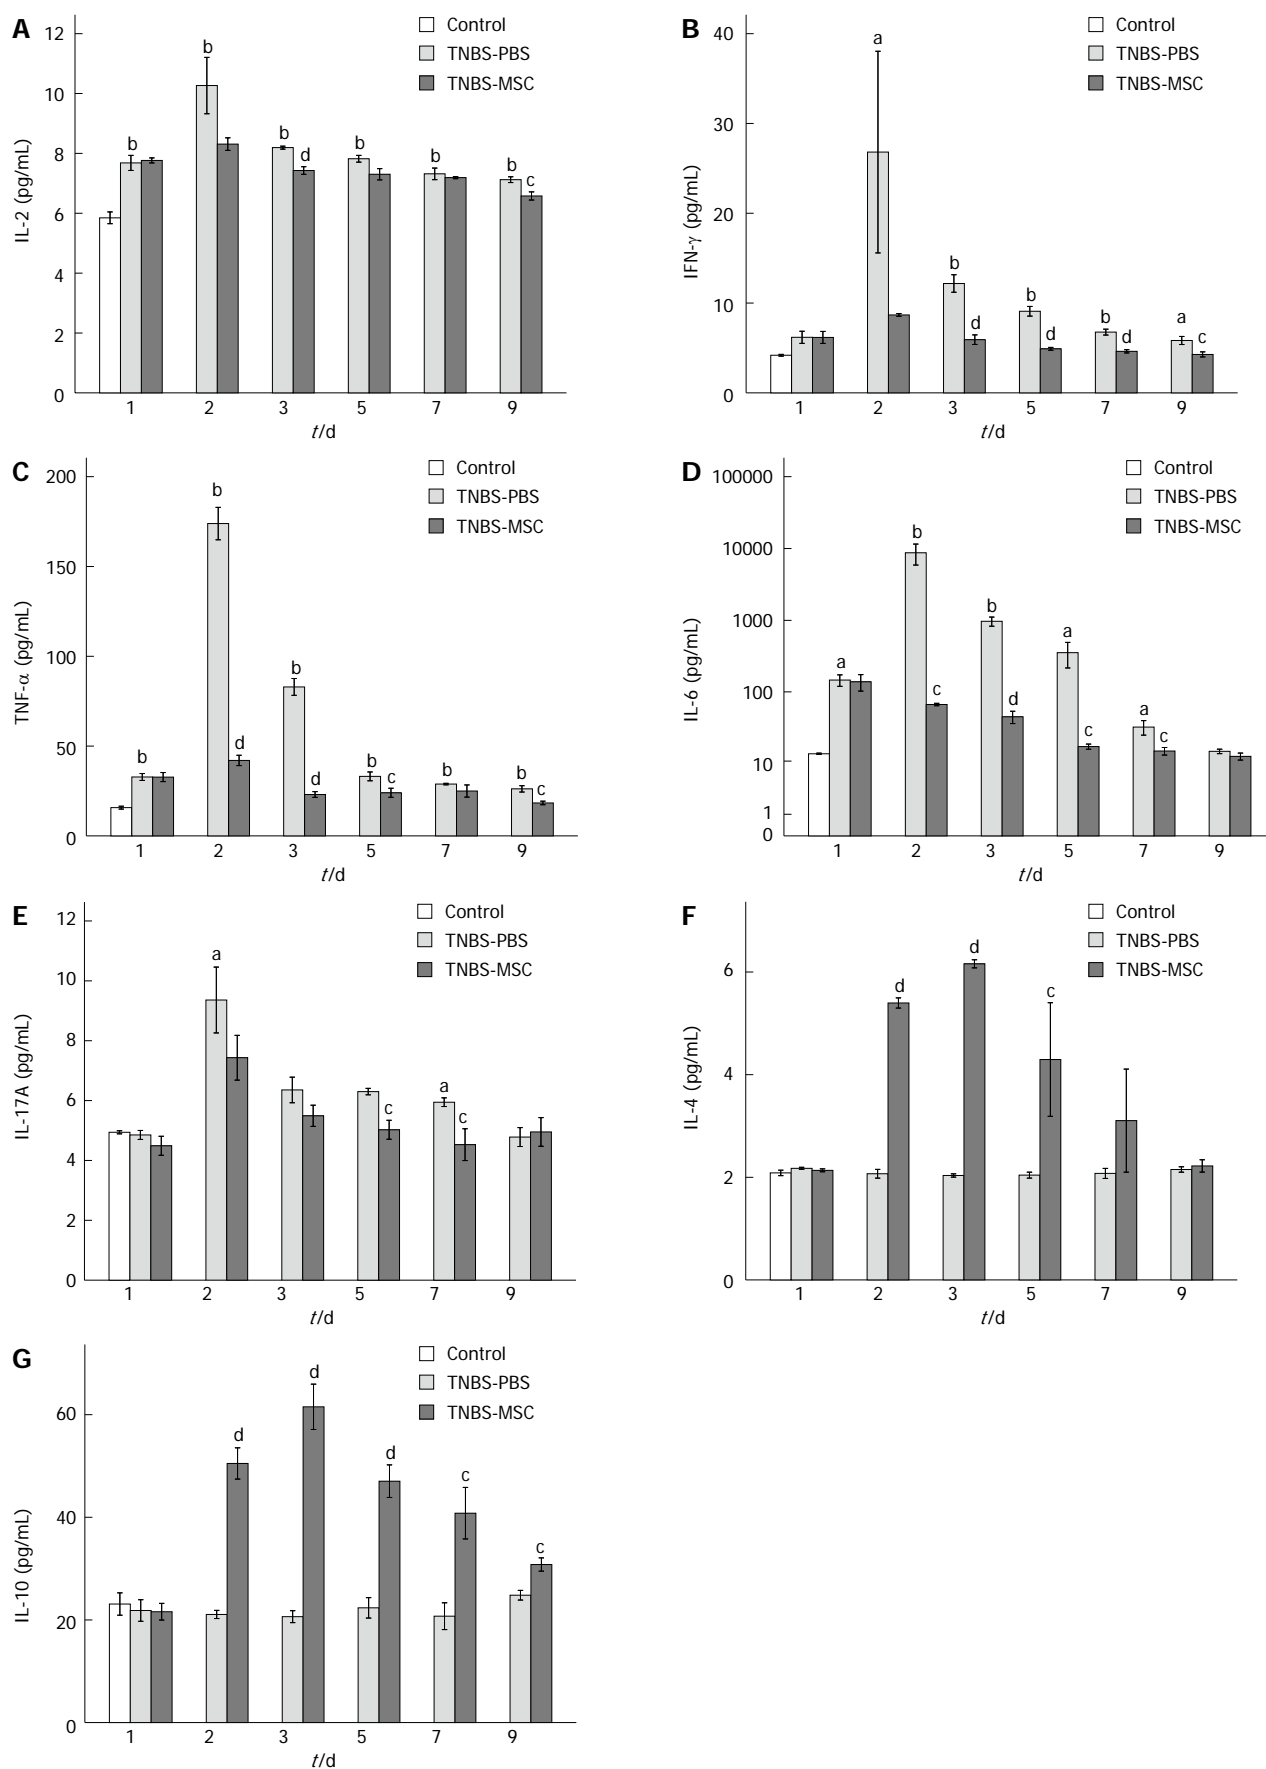 A
Control
TNBS-PBS
TNBS-MSC
IL-2 (pg/mL)
12
10
8
6
4
2
0
b
b
b
d
b
b
b
c
1 2 3 5 7 9
t/d
B
Control
TNBS-PBS
TNBS-MSC
IFN-γ (pg/mL)
40
30
20
10
0
a
b
d
b
d
b
d
a
c
1 2 3 5 7 9
t/d
C
Control
TNBS-PBS
TNBS-MSC
TNF-α (pg/mL)
200
150
100
50
0
b
b
d
b
d
b
c
b
b
c
1 2 3 5 7 9
t/d
D
Control
TNBS-PBS
TNBS-MSC
IL-6 (pg/mL)
100000
10000
1000
100
10
1
0
a
b
c
b
d
a
c
a
c
1 2 3 5 7 9
t/d
E
Control
TNBS-PBS
TNBS-MSC
IL-17A (pg/mL)
12
10
8
6
4
2
0
a
c
a
c
1 2 3 5 7 9
t/d
F
Control
TNBS-PBS
TNBS-MSC
IL-4 (pg/mL)
6
4
2
0
d
d
c
1 2 3 5 7 9
t/d
G
Control
TNBS-PBS
TNBS-MSC
IL-10 (pg/mL)
60
40
20
0
d
d
d
c
c
1 2 3 5 7 9
t/d